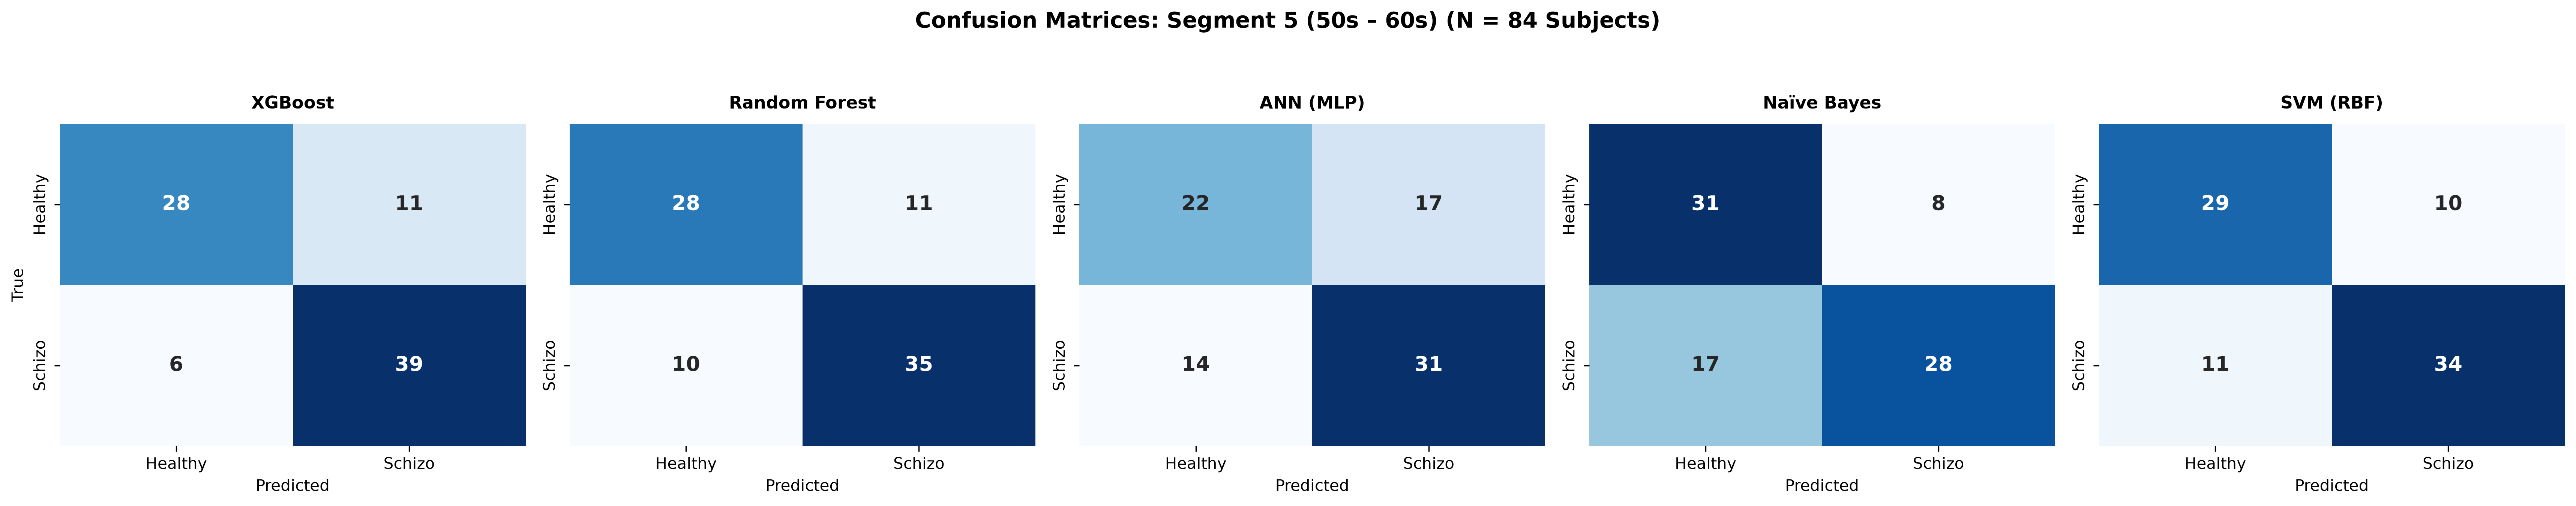 Confusion Matrices: Segment 5 (50s – 60s) (N = 84 Subjects)
XGBoost
True
Healthy
Schizo
28
11
6
39
Healthy
Schizo
Predicted
Random Forest
Healthy
Schizo
28
11
10
35
Healthy
Schizo
Predicted
ANN (MLP)
Healthy
Schizo
22
17
14
31
Healthy
Schizo
Predicted
Naïve Bayes
Healthy
Schizo
31
8
17
28
Healthy
Schizo
Predicted
SVM (RBF)
Healthy
Schizo
29
10
11
34
Healthy
Schizo
Predicted